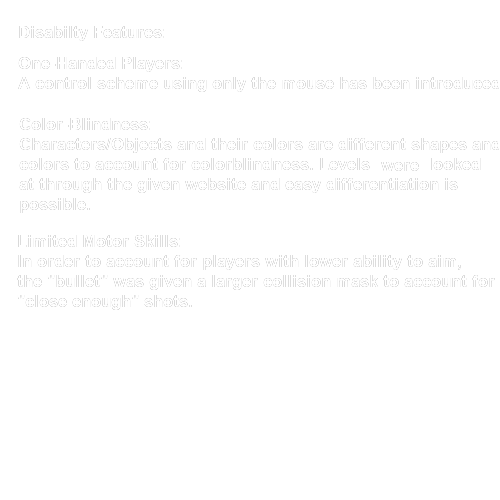 Disability Features:
One Handed Players:
A control scheme using only the mouse has been introduced
Color Blindness:
Characters/Objects and their colors are different shapes and
colors to account for colorblindness. Levels were looked
at through the given website and easy differentiation is
possible.
Limited Motor Skills:
In order to account for players with lower ability to aim,
the "bullet" was given a larger collision mask to account for
"close enough" shots.